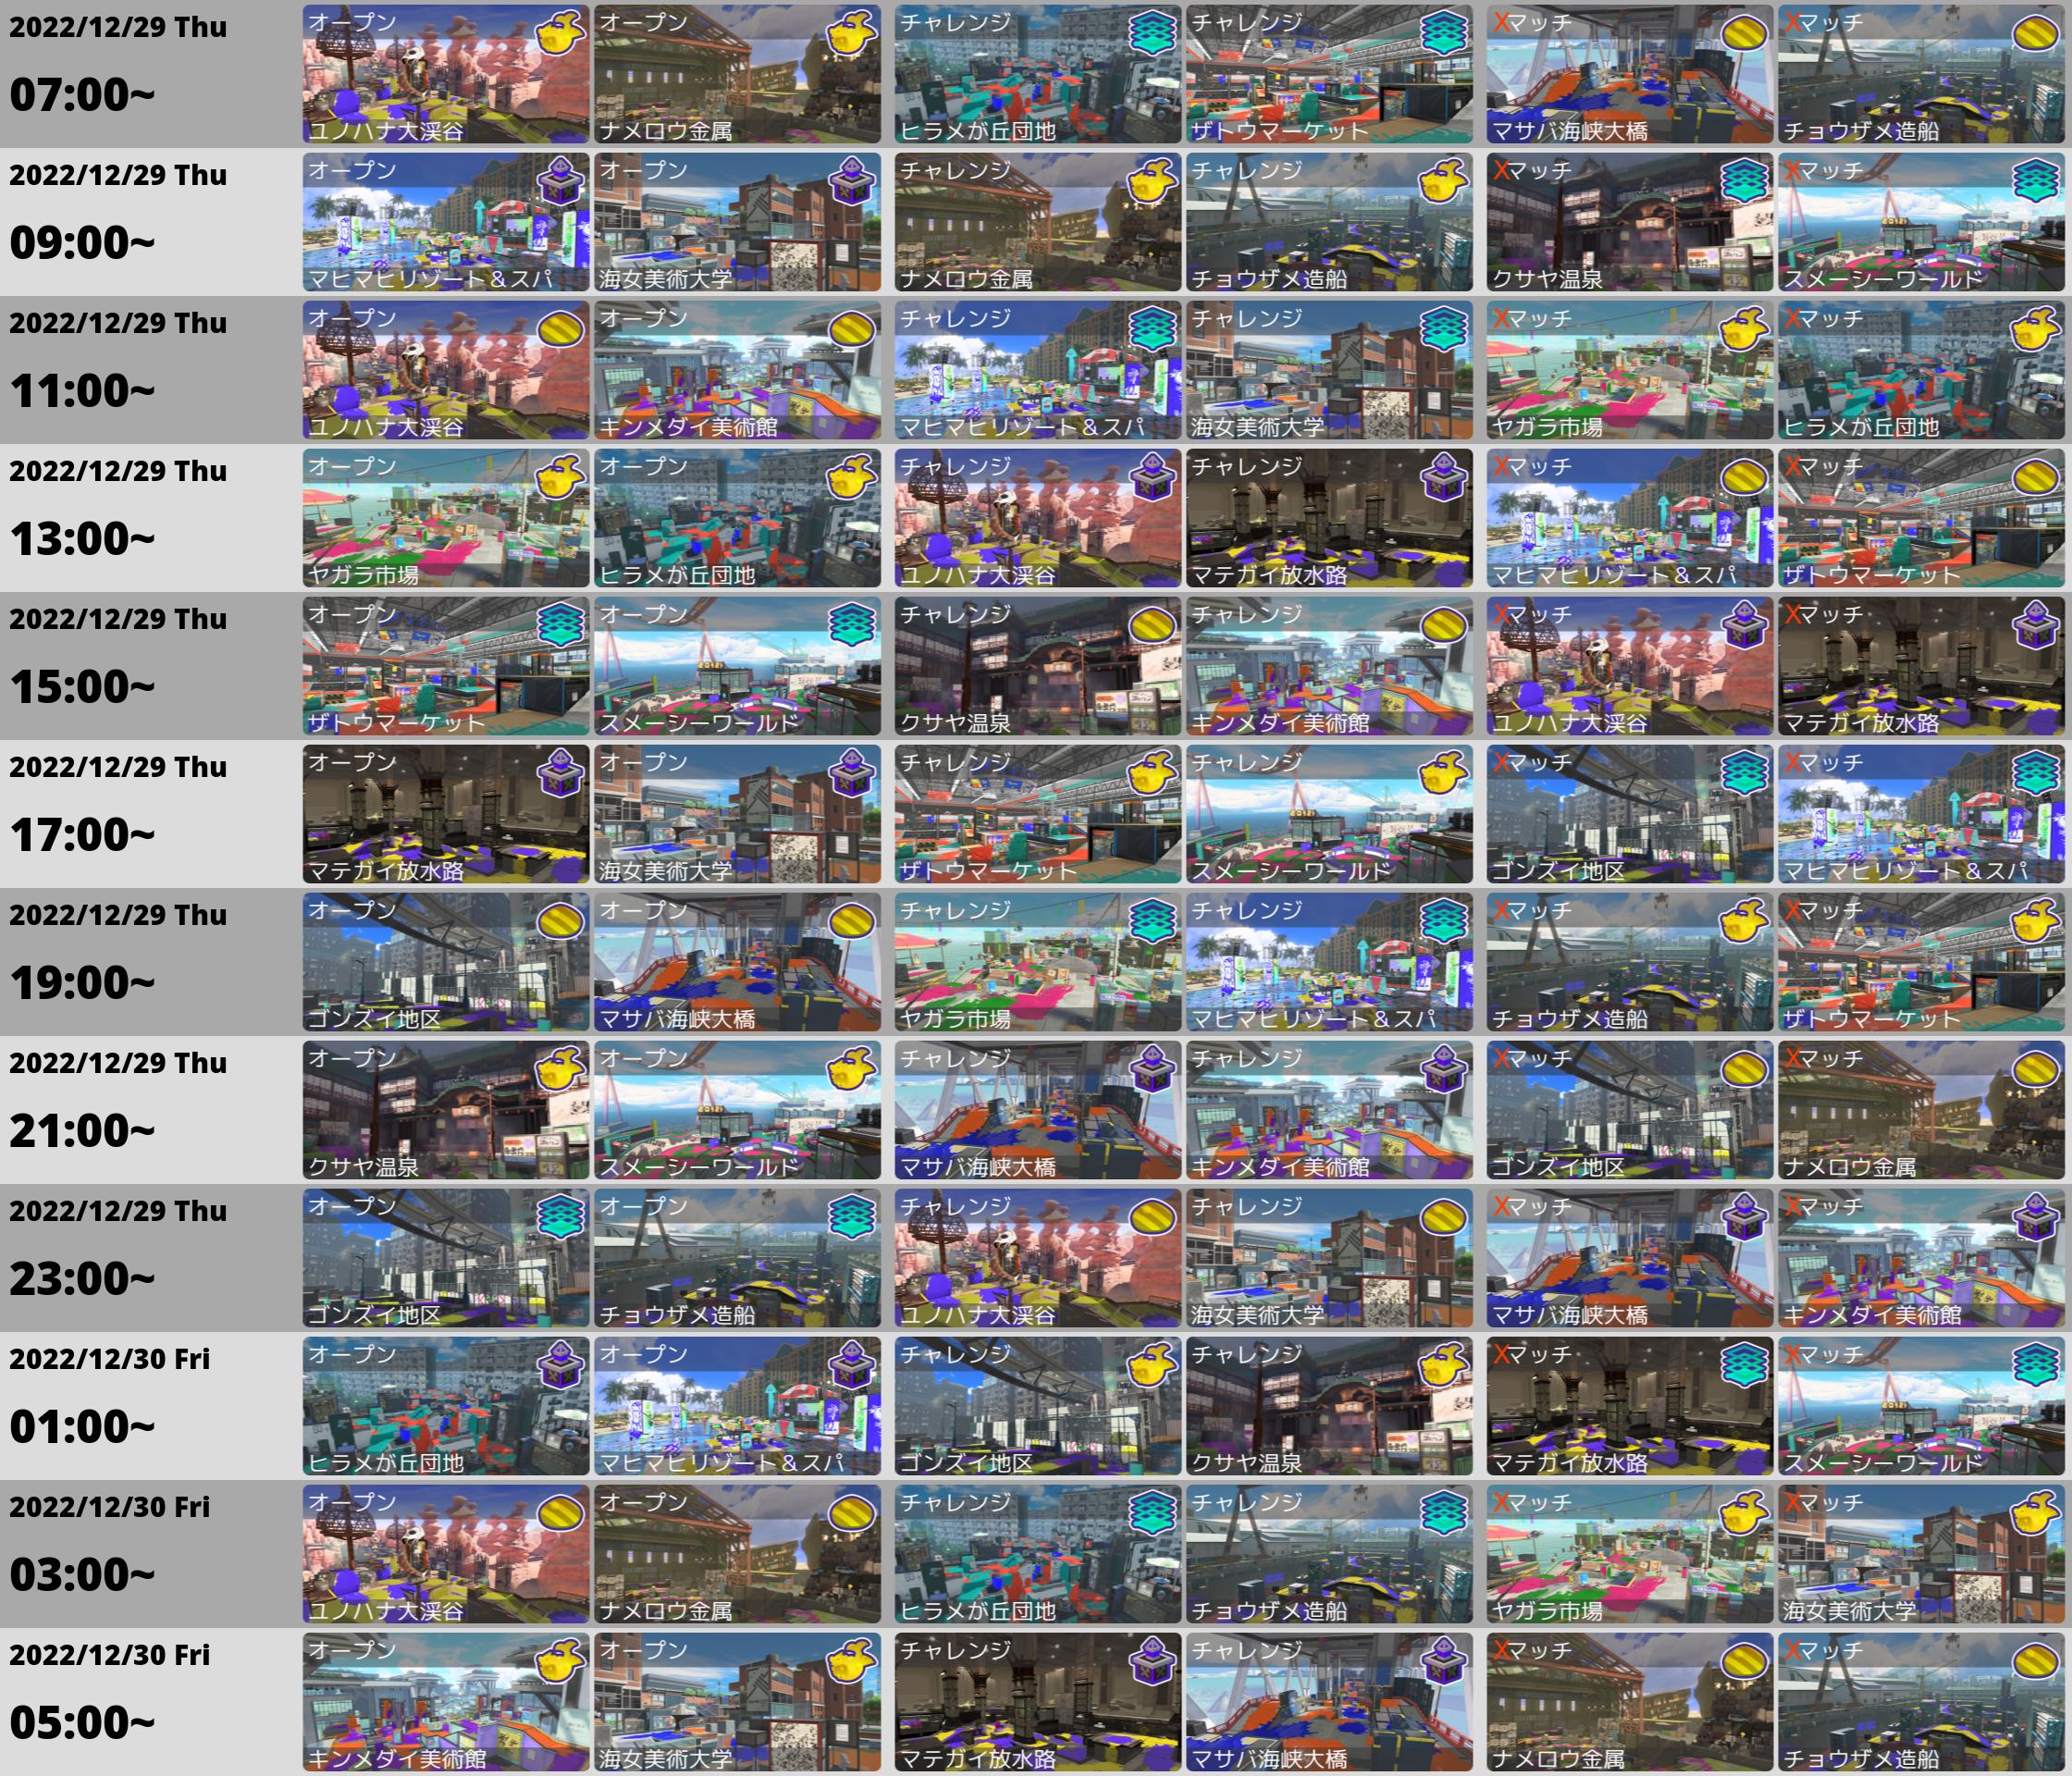 2022/12/29 Thu
07:00~
オープン オープン チャレンジ チャレンジ Xマッチ Xマッチ
ユノハナ大渓谷 ナメロウ金属 ヒラメが丘団地 ザトウマーケット マサバ海峡大橋 チョウザメ造船
2022/12/29 Thu
09:00~
オープン オープン チャレンジ チャレンジ Xマッチ Xマッチ
マヒマヒリゾート&スパ 海女美術大学 ナメロウ金属 チョウザメ造船 クサヤ温泉 スメーシーワールド
2022/12/29 Thu
11:00~
オープン オープン チャレンジ チャレンジ Xマッチ Xマッチ
ユノハナ大渓谷 キンメダイ美術館 マヒマヒリゾート&スパ 海女美術大学 ヤガラ市場 ヒラメが丘団地
2022/12/29 Thu
13:00~
オープン オープン チャレンジ チャレンジ Xマッチ Xマッチ
ヤガラ市場 ヒラメが丘団地 ユノハナ大渓谷 マテガイ放水路 マヒマヒリゾート&スパ ザトウマーケット
2022/12/29 Thu
15:00~
オープン オープン チャレンジ チャレンジ Xマッチ Xマッチ
ザトウマーケット スメーシーワールド クサヤ温泉 キンメダイ美術館 ユノハナ大渓谷 マテガイ放水路
2022/12/29 Thu
17:00~
オープン オープン チャレンジ チャレンジ Xマッチ Xマッチ
マテガイ放水路 海女美術大学 ザトウマーケット スメーシーワールド ゴンズイ地区 マヒマヒリゾート&スパ
2022/12/29 Thu
19:00~
オープン オープン チャレンジ チャレンジ Xマッチ Xマッチ
ゴンズイ地区 マサバ海峡大橋 ヤガラ市場 マヒマヒリゾート&スパ チョウザメ造船 ザトウマーケット
2022/12/29 Thu
21:00~
オープン オープン チャレンジ チャレンジ Xマッチ Xマッチ
クサヤ温泉 スメーシーワールド マサバ海峡大橋 キンメダイ美術館 ゴンズイ地区 ナメロウ金属
2022/12/29 Thu
23:00~
オープン オープン チャレンジ チャレンジ Xマッチ Xマッチ
ゴンズイ地区 チョウザメ造船 ユノハナ大渓谷 海女美術大学 マサバ海峡大橋 キンメダイ美術館
2022/12/30 Fri
01:00~
オープン オープン チャレンジ チャレンジ Xマッチ Xマッチ
ヒラメが丘団地 マヒマヒリゾート&スパ ゴンズイ地区 クサヤ温泉 マテガイ放水路 スメーシーワールド
2022/12/30 Fri
03:00~
オープン オープン チャレンジ チャレンジ Xマッチ Xマッチ
ユノハナ大渓谷 ナメロウ金属 ヒラメが丘団地 チョウザメ造船 ヤガラ市場 海女美術大学
2022/12/30 Fri
05:00~
オープン オープン チャレンジ チャレンジ Xマッチ Xマッチ
キンメダイ美術館 海女美術大学 マテガイ放水路 マサバ海峡大橋 ナメロウ金属 チョウザメ造船